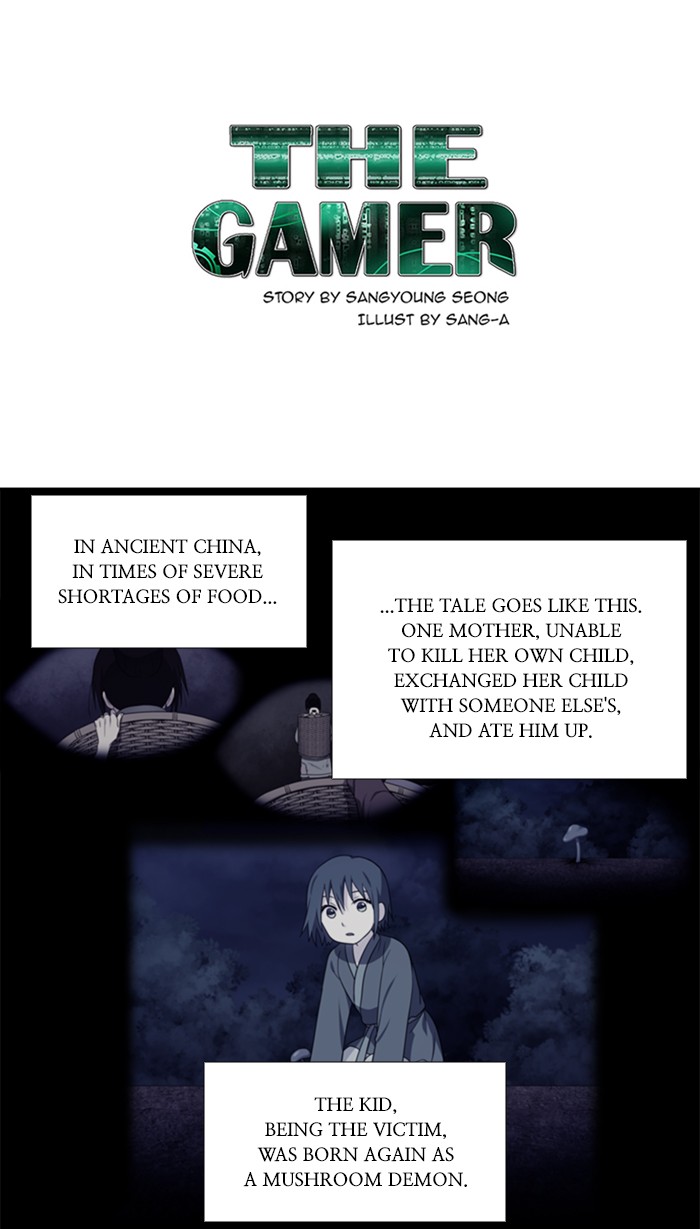 THE
GAMER
STORY BY SANGYOUNG SEONG
ILLUST BY SANG-A
IN ANCIENT CHINA,
IN TIMES OF SEVERE
SHORTAGES OF FOOD...
...THE TALE GOES LIKE THIS.
ONE MOTHER, UNABLE
TO KILL HER OWN CHILD,
EXCHANGED HER CHILD
WITH SOMEONE ELSE'S,
AND ATE HIM UP.
THE KID,
BEING THE VICTIM,
WAS BORN AGAIN AS
A MUSHROOM DEMON.